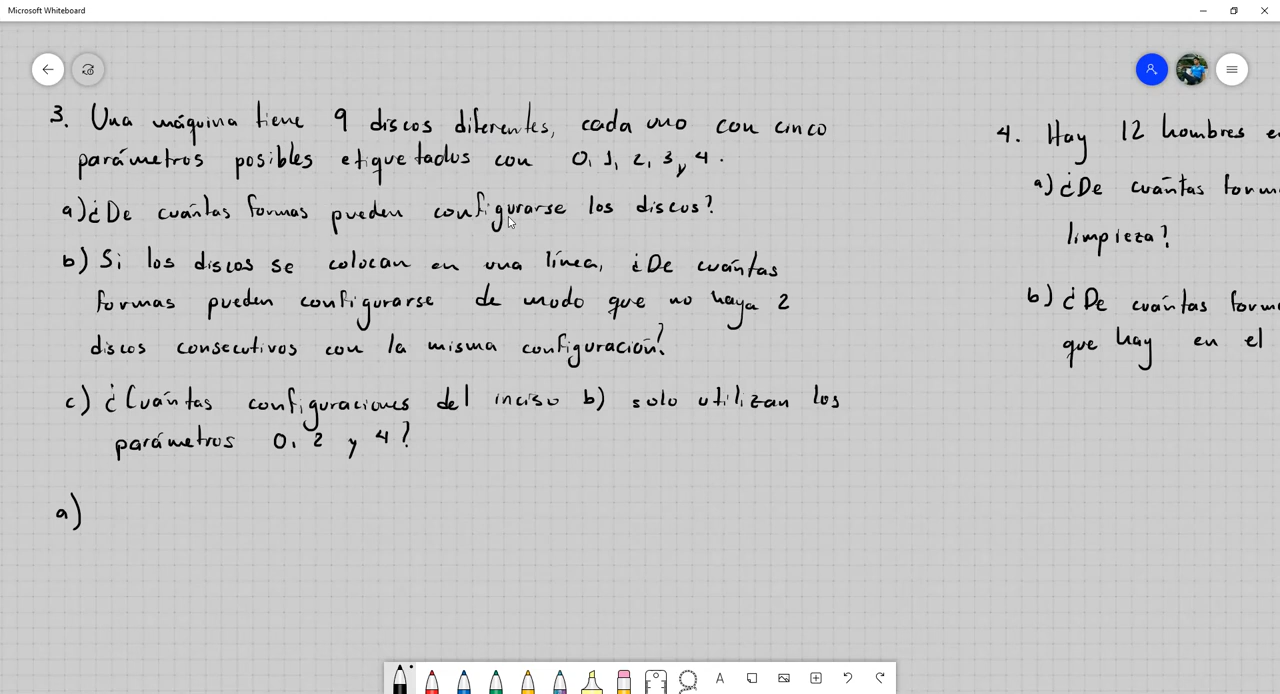 Microsoft Whiteboard
3. Una máquina tiene 9 discos diferentes, cada uno con cinco
parámetros posibles etiquetados con 0, 1, 2, 3 y 4.
a) ¿De cuántas formas pueden configurarse los discos?
b) Si los discos se colocan en una línea, ¿De cuántas
formas pueden configurarse de modo que no haya 2
discos consecutivos con la misma configuración?
c) ¿Cuántas configuraciones del inciso b) solo utilizan los
parámetros 0, 2 y 4?
a)
4. Hay 12 hombres e
a) ¿De cuántas form
limpieza?
b) ¿De cuántas form
que hay en el
A